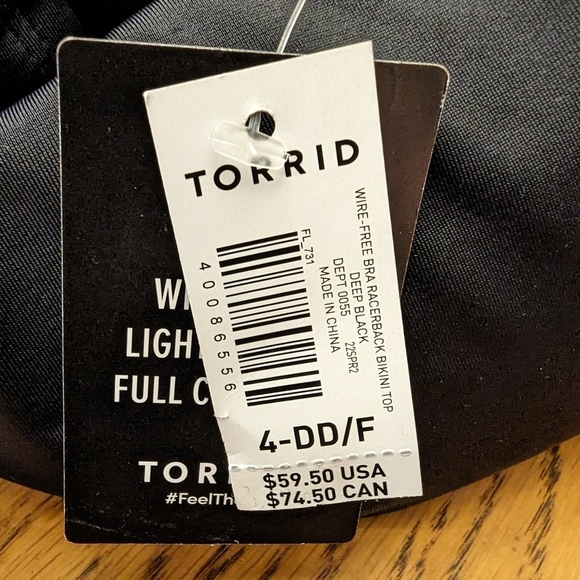 TORRID
WIRE-FREE BRA RACERBACK BIKINI TOP
DEEP BLACK
22SPR2
DEPT 0055
MADE IN CHINA
FL_731
40086556
4-DD/F
$59.50 USA
$74.50 CAN
FULL